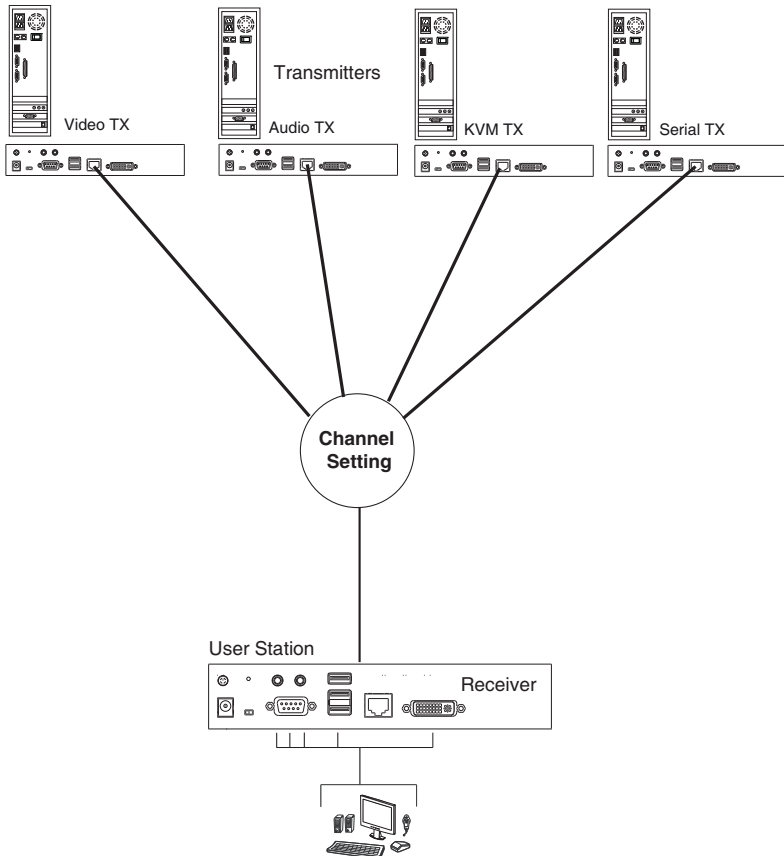 Transmitters
Video TX
Audio TX
KVM TX
Serial TX
Channel
Setting
User Station
Receiver